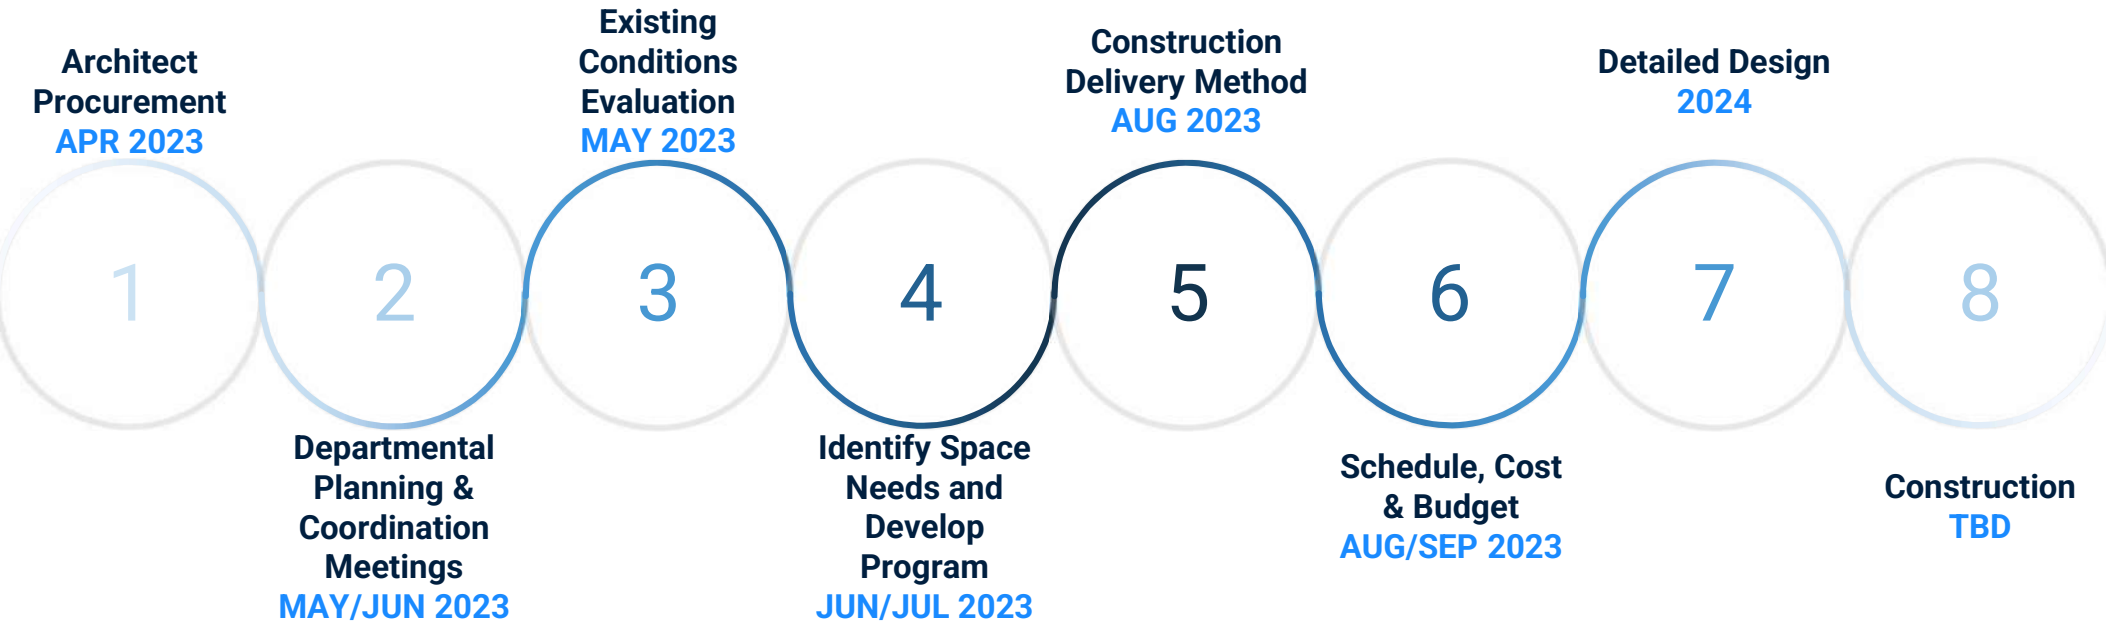 Architect
Procurement
APR 2023
Existing
Conditions
Evaluation
MAY 2023
Construction
Delivery Method
AUG 2023
Detailed Design
2024
1
2
3
4
5
6
7
8
Departmental
Planning &
Coordination
Meetings
MAY/JUN 2023
Identify Space
Needs and
Develop
Program
JUN/JUL 2023
Schedule, Cost
& Budget
AUG/SEP 2023
Construction
TBD